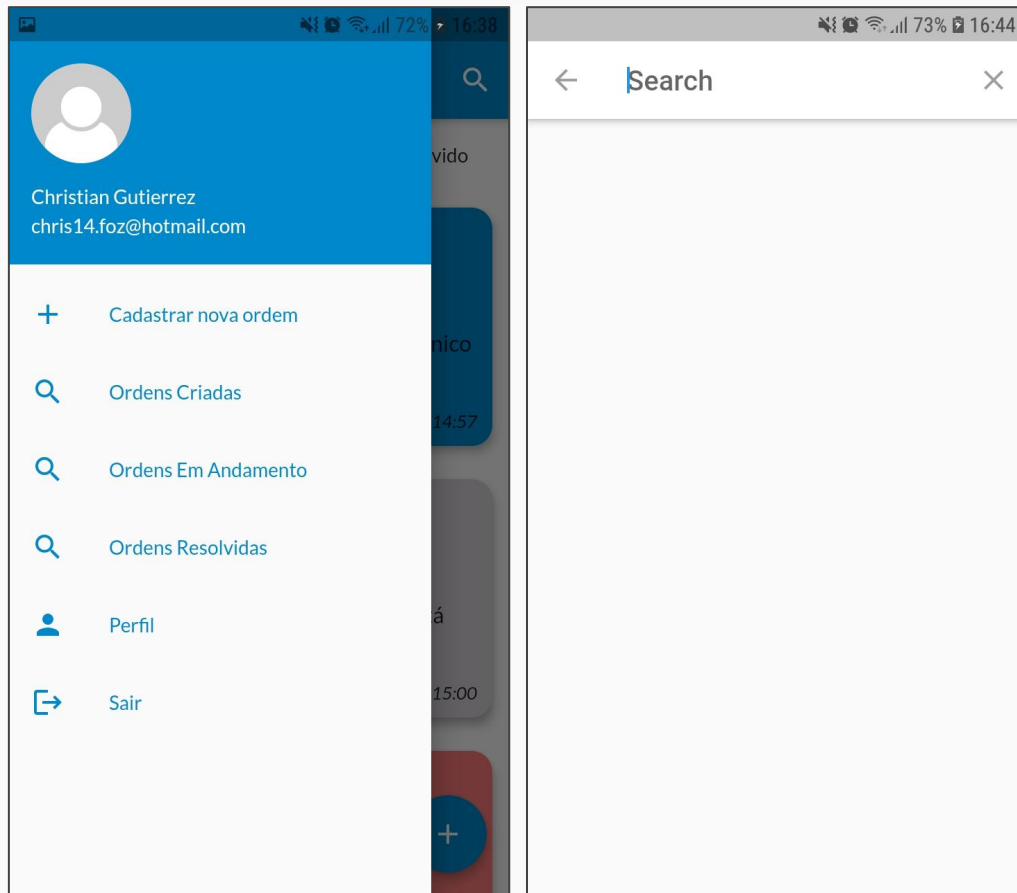 72% 16:38
Christian Gutierrez
chris14.foz@hotmail.com
Cadastrar nova ordem
Ordens Criadas
Ordens Em Andamento
Ordens Resolvidas
Perfil
Sair
vido
nico
14:57
á
15:00
73% 16:44
Search